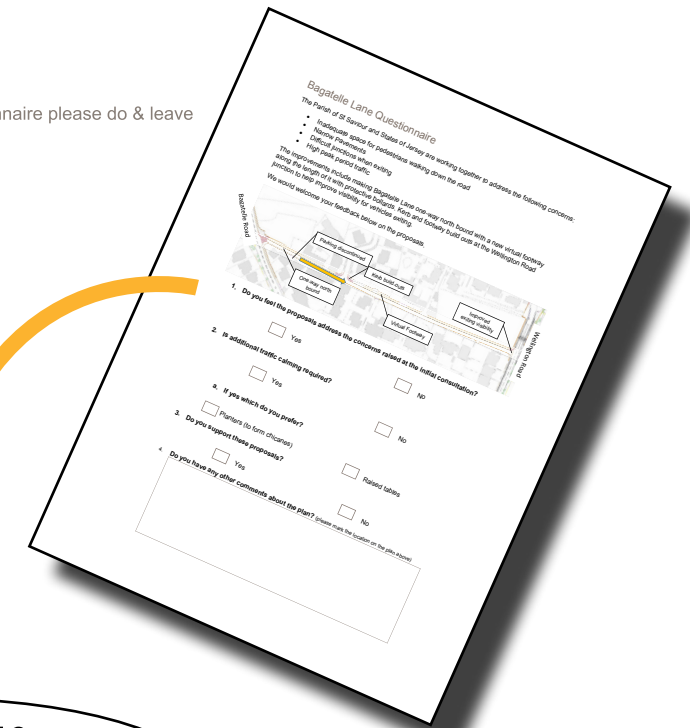 nnaire please do & leave
Bagatelle Lane Questionnaire
The Parish of St Saviour and States of Jersey are working together to address the following concerns:
• Inadequate space for pedestrians walking down the road
• Narrow Pavements
• Difficult junctions when exiting
• High peak period traffic
The improvements include making Bagatelle Lane one-way north bound with a new virtual footway
along the length of it with protective bollards. Kerb and footway build outs at the Wellington Road
junction to help improve visibility for vehicles exiting.
We would welcome your feedback below on the proposals.
Bagatelle Road
Parking discontinued
Kerb build-outs
One-way north
bound
Virtual Footway
Improved
exiting visibility
Wellington Road
1. Do you feel the proposals address the concerns raised at the initial consultation?
Yes No
2. Is additional traffic calming required?
Yes No
a. If yes which do you prefer?
Planters (to form chicanes) Raised tables
3. Do you support these proposals?
Yes No
4. Do you have any other comments about the plan? (please mark the location on the plan above)